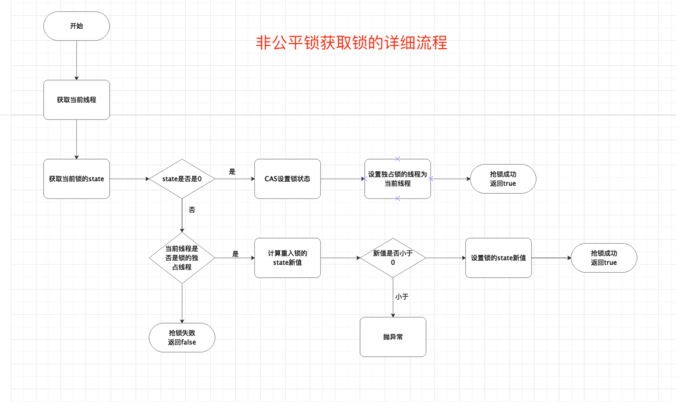 非公平锁获取锁的详细流程
开始
获取当前线程
获取当前锁的state
state是否是0
是
CAS设置锁状态
设置独占锁的线程为
当前线程
抢锁成功
返回true
否
当前线程是
否是锁的独
占线程
是
计算重入锁的
state新值
新值是否小于
0
设置锁的state新值
抢锁成功
返回true
小于
抛异常
抢锁失败
返回false